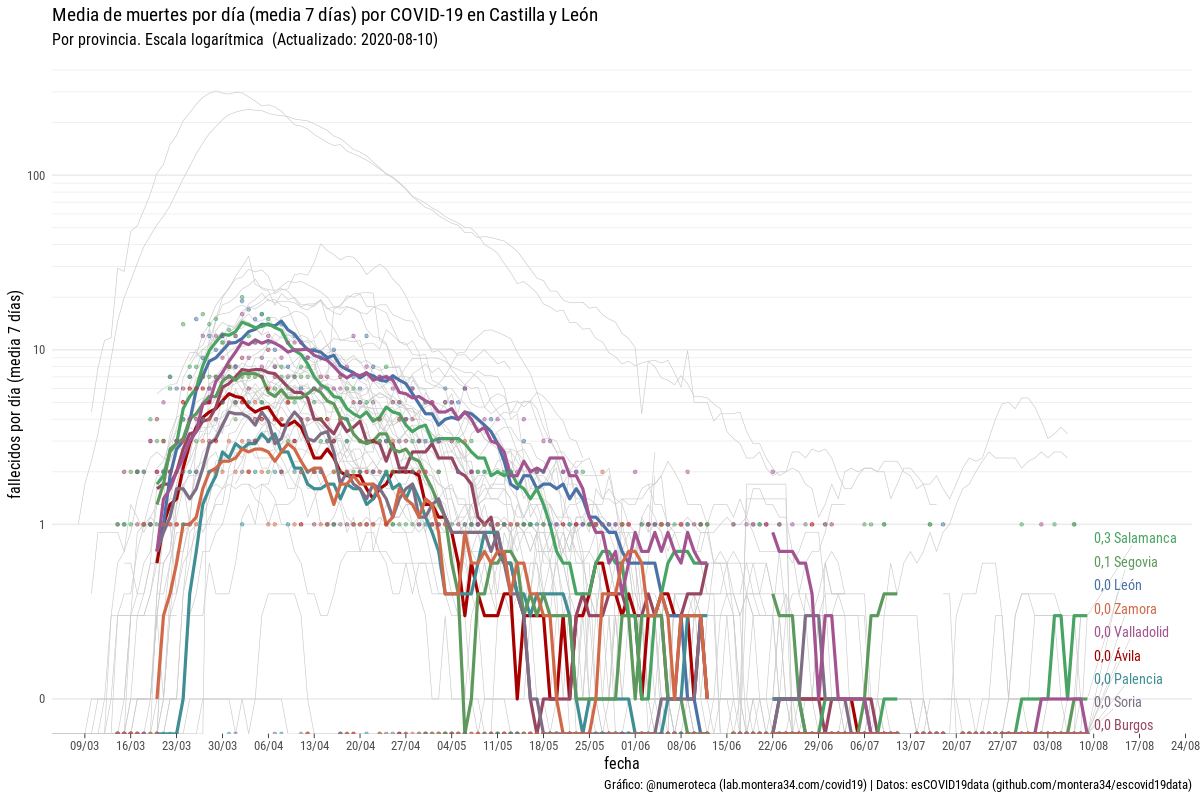 Media de muertes por día (media 7 días) por COVID-19 en Castilla y León
Por provincia. Escala logarítmica (Actualizado: 2020-08-10)
fallecidos por día (media 7 días)
100
10
1
0
0,3 Salamanca
0,1 Segovia
0,0 León
0,0 Zamora
0,0 Valladolid
0,0 Ávila
0,0 Palencia
0,0 Soria
0,0 Burgos
09/03 16/03 23/03 30/03 06/04 13/04 20/04 27/04 04/05 11/05 18/05 25/05 01/06 08/06 15/06 22/06 29/06 06/07 13/07 20/07 27/07 03/08 10/08 17/08 24/08
fecha
Gráfico: @numeroteca (lab.montera34.com/covid19) | Datos: esCOVID19data (github.com/montera34/escovid19data)